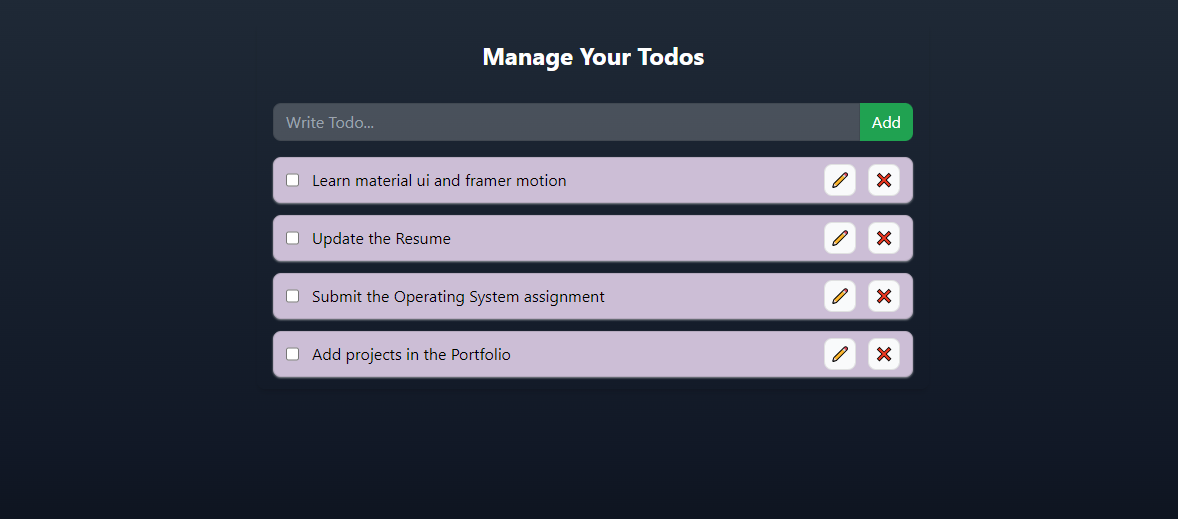 Manage Your Todos
Write Todo...
Add
Learn material ui and framer motion
Update the Resume
Submit the Operating System assignment
Add projects in the Portfolio